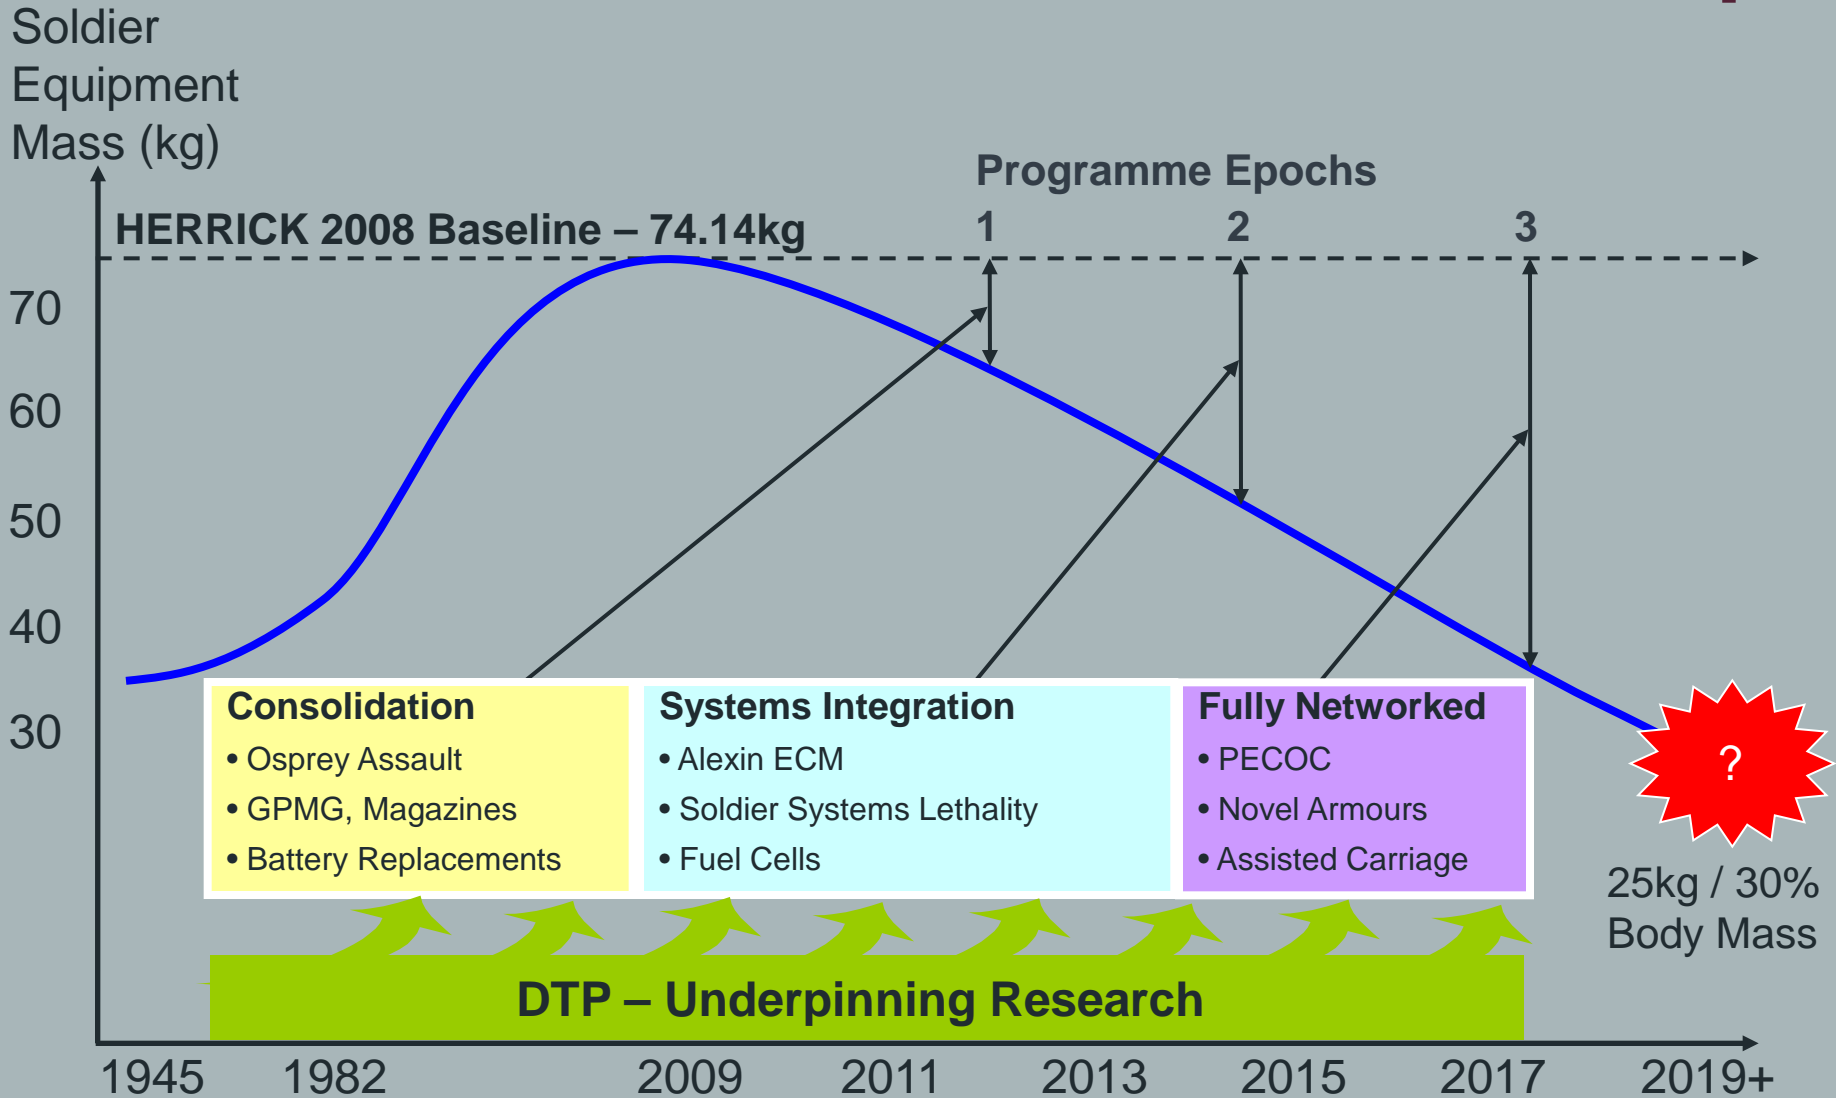 Soldier
Equipment
Mass (kg)
Programme Epochs
HERRICK 2008 Baseline – 74.14kg
1
2
3
70
60
50
40
30
Consolidation
• Osprey Assault
• GPMG, Magazines
• Battery Replacements
Systems Integration
• Alexin ECM
• Soldier Systems Lethality
• Fuel Cells
Fully Networked
• PECOC
• Novel Armours
• Assisted Carriage
?
25kg / 30%
Body Mass
DTP – Underpinning Research
1945
1982
2009
2011
2013
2015
2017
2019+